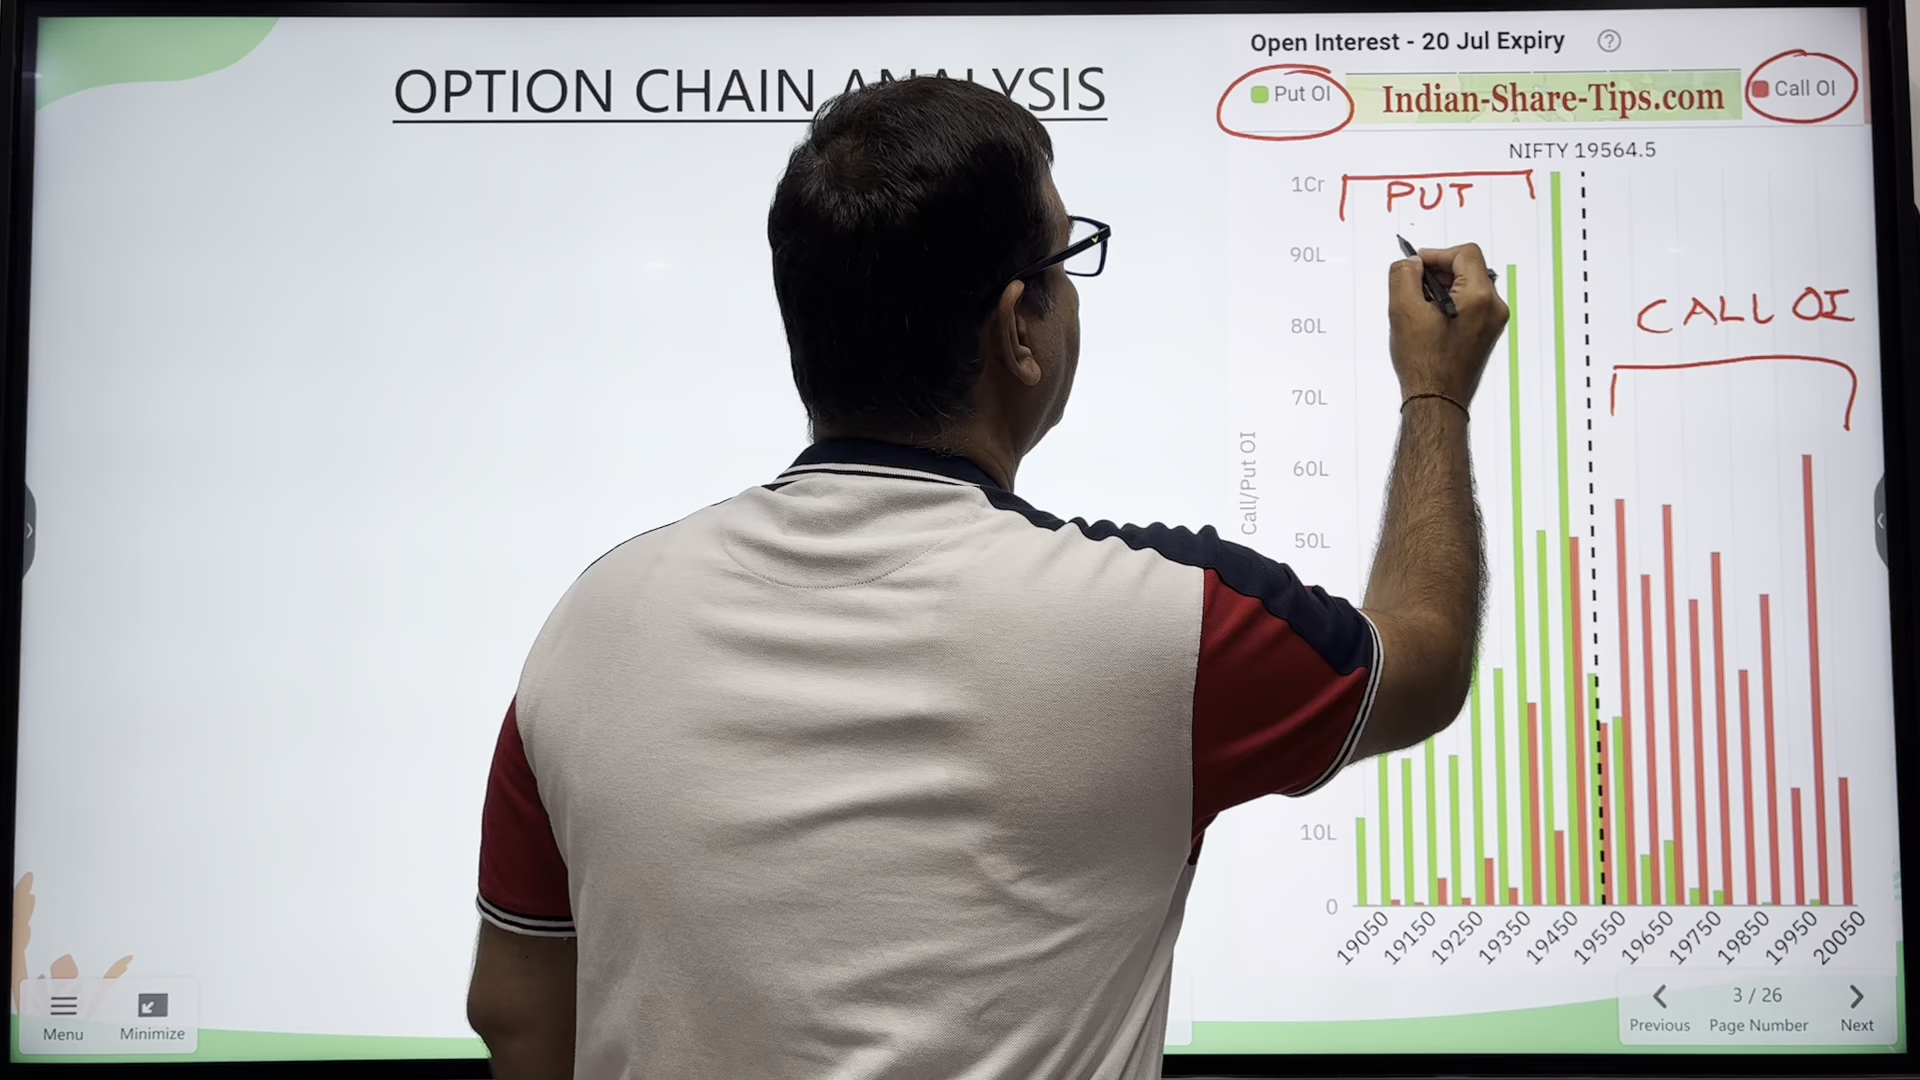 OPTION CHAIN ANALYSIS
Open Interest - 20 Jul Expiry ?
Put OI
Indian-Share-Tips.com
Call OI
NIFTY 19564.5
PUT
CALL OI
Call/Put OI
1Cr
90L
80L
70L
60L
50L
10L
0
19050
19150
19250
19350
19450
19550
19650
19750
19850
19950
20050
Menu
Minimize
3 / 26
Previous
Page Number
Next